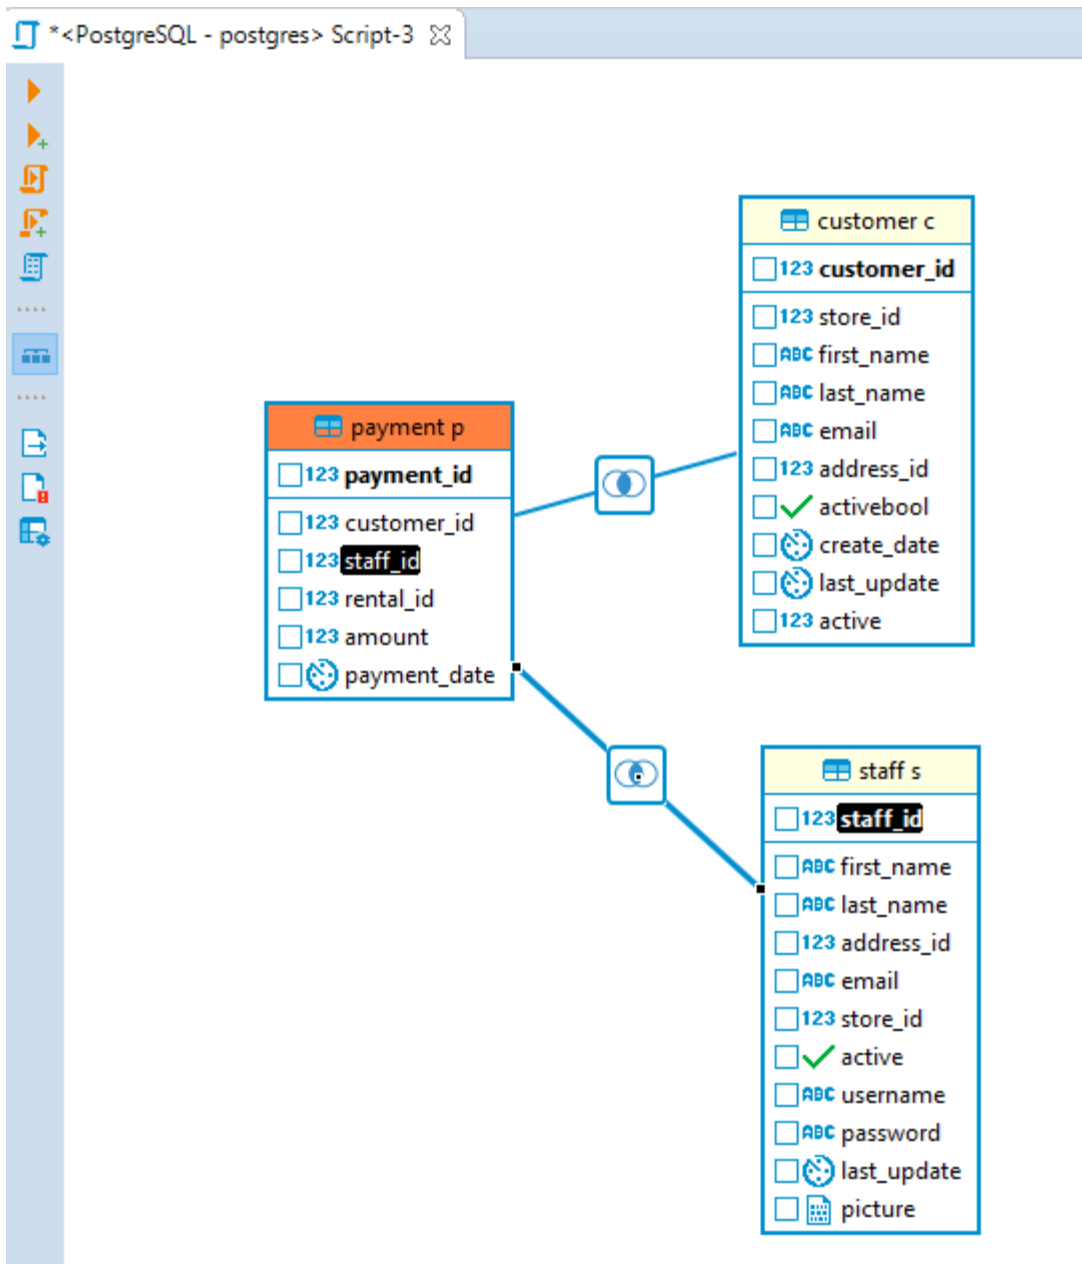 *<PostgreSQL - postgres> Script-3
customer c
123 customer_id
123 store_id
ABC first_name
ABC last_name
ABC email
123 address_id
activebool
create_date
last_update
123 active
payment p
123 payment_id
123 customer_id
123 staff_id
123 rental_id
123 amount
payment_date
staff s
123 staff_id
ABC first_name
ABC last_name
123 address_id
ABC email
123 store_id
active
ABC username
ABC password
last_update
picture